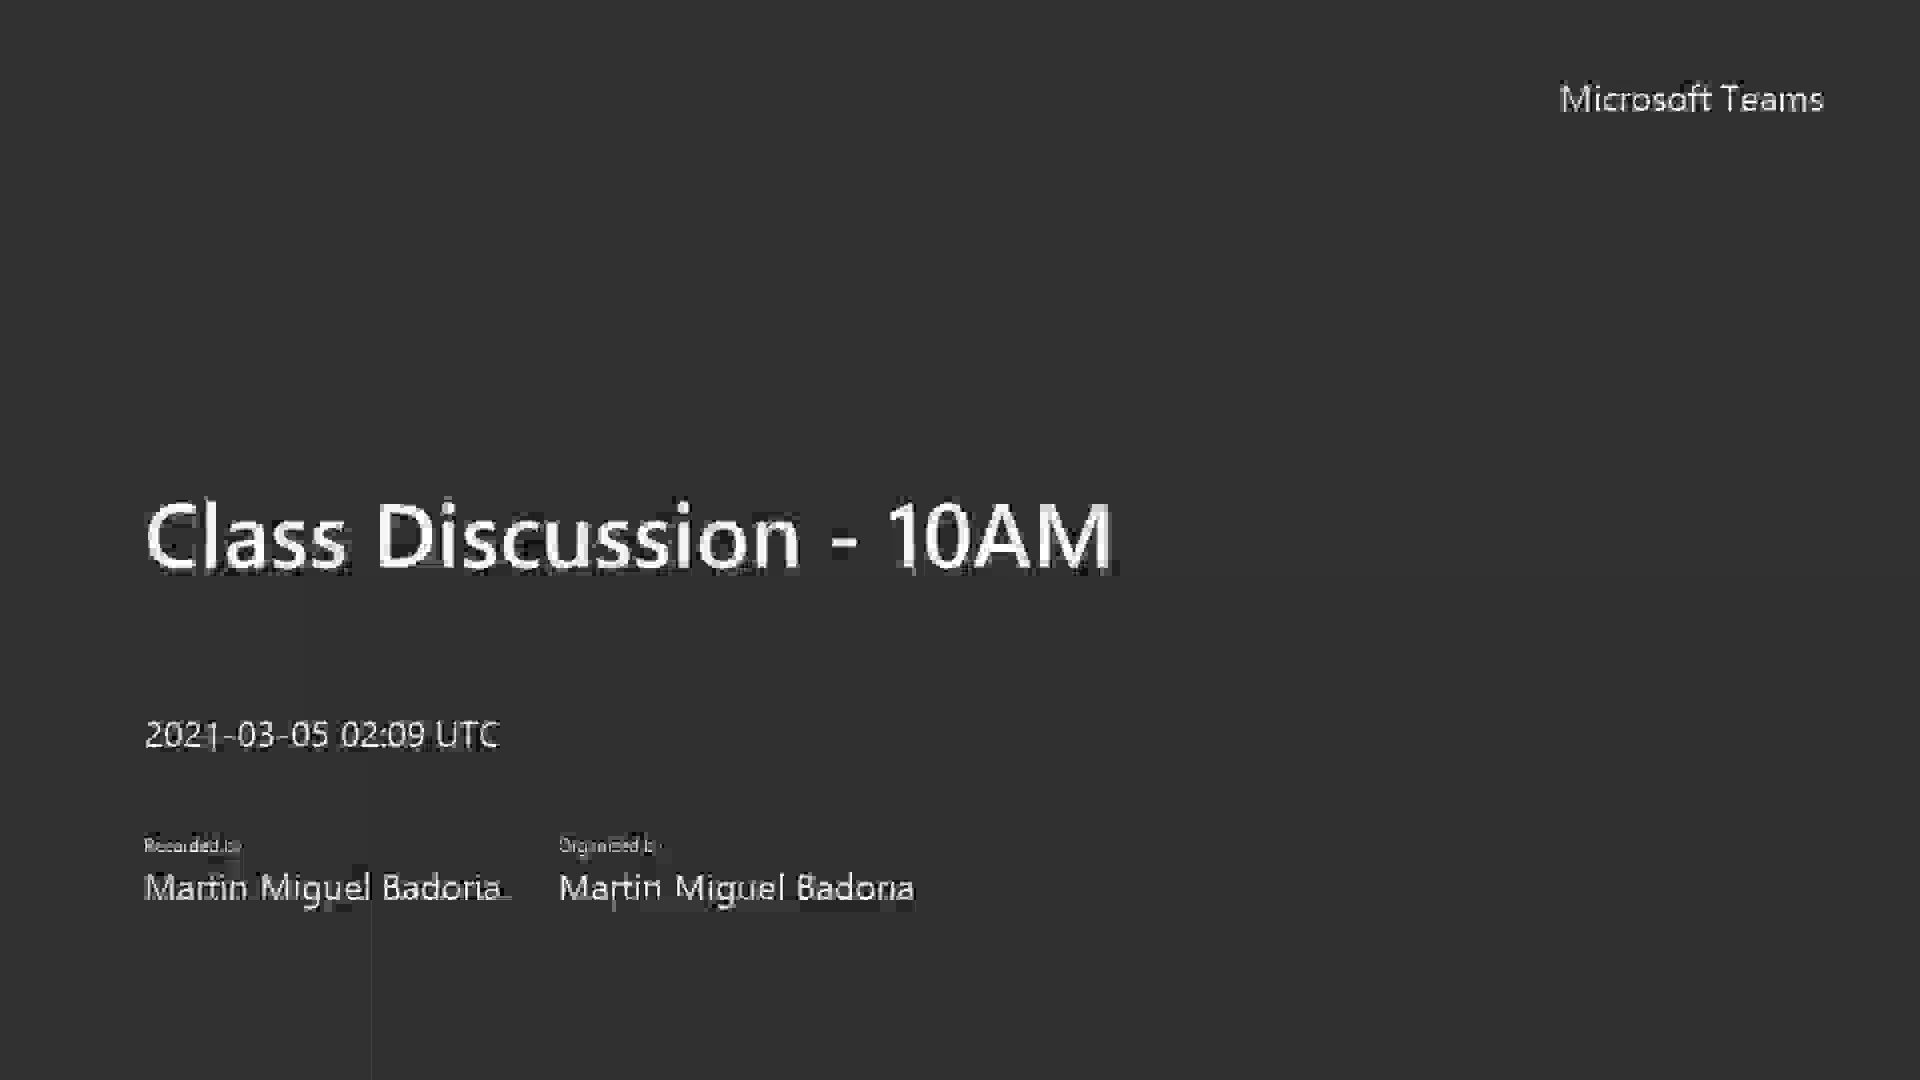 Microsoft Teams
Class Discussion - 10AM
2021-03-05 02:09 UTC
Recorded by
Organized by
Martin Miguel Badoria
Martin Miguel Badoria